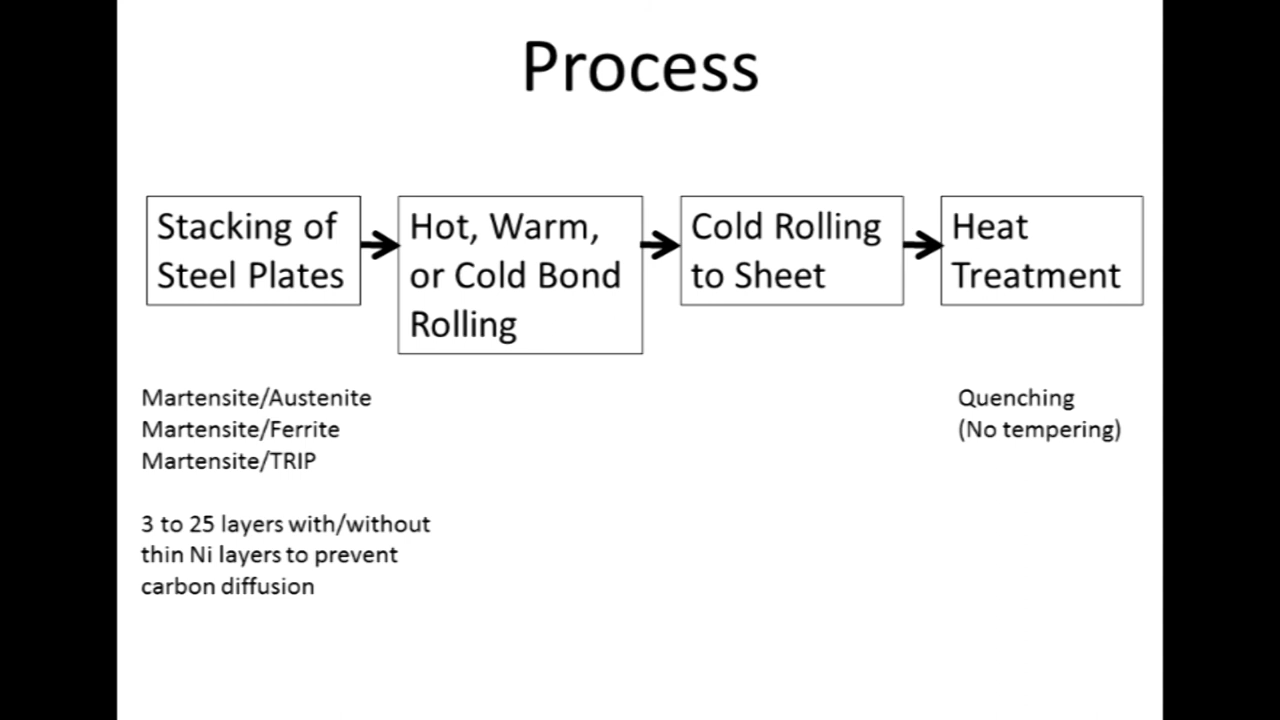 Process
Stacking of
Steel Plates
Hot, Warm,
or Cold Bond
Rolling
Cold Rolling
to Sheet
Heat
Treatment
Martensite/Austenite
Martensite/Ferrite
Martensite/TRIP
3 to 25 layers with/without
thin Ni layers to prevent
carbon diffusion
Quenching
(No tempering)